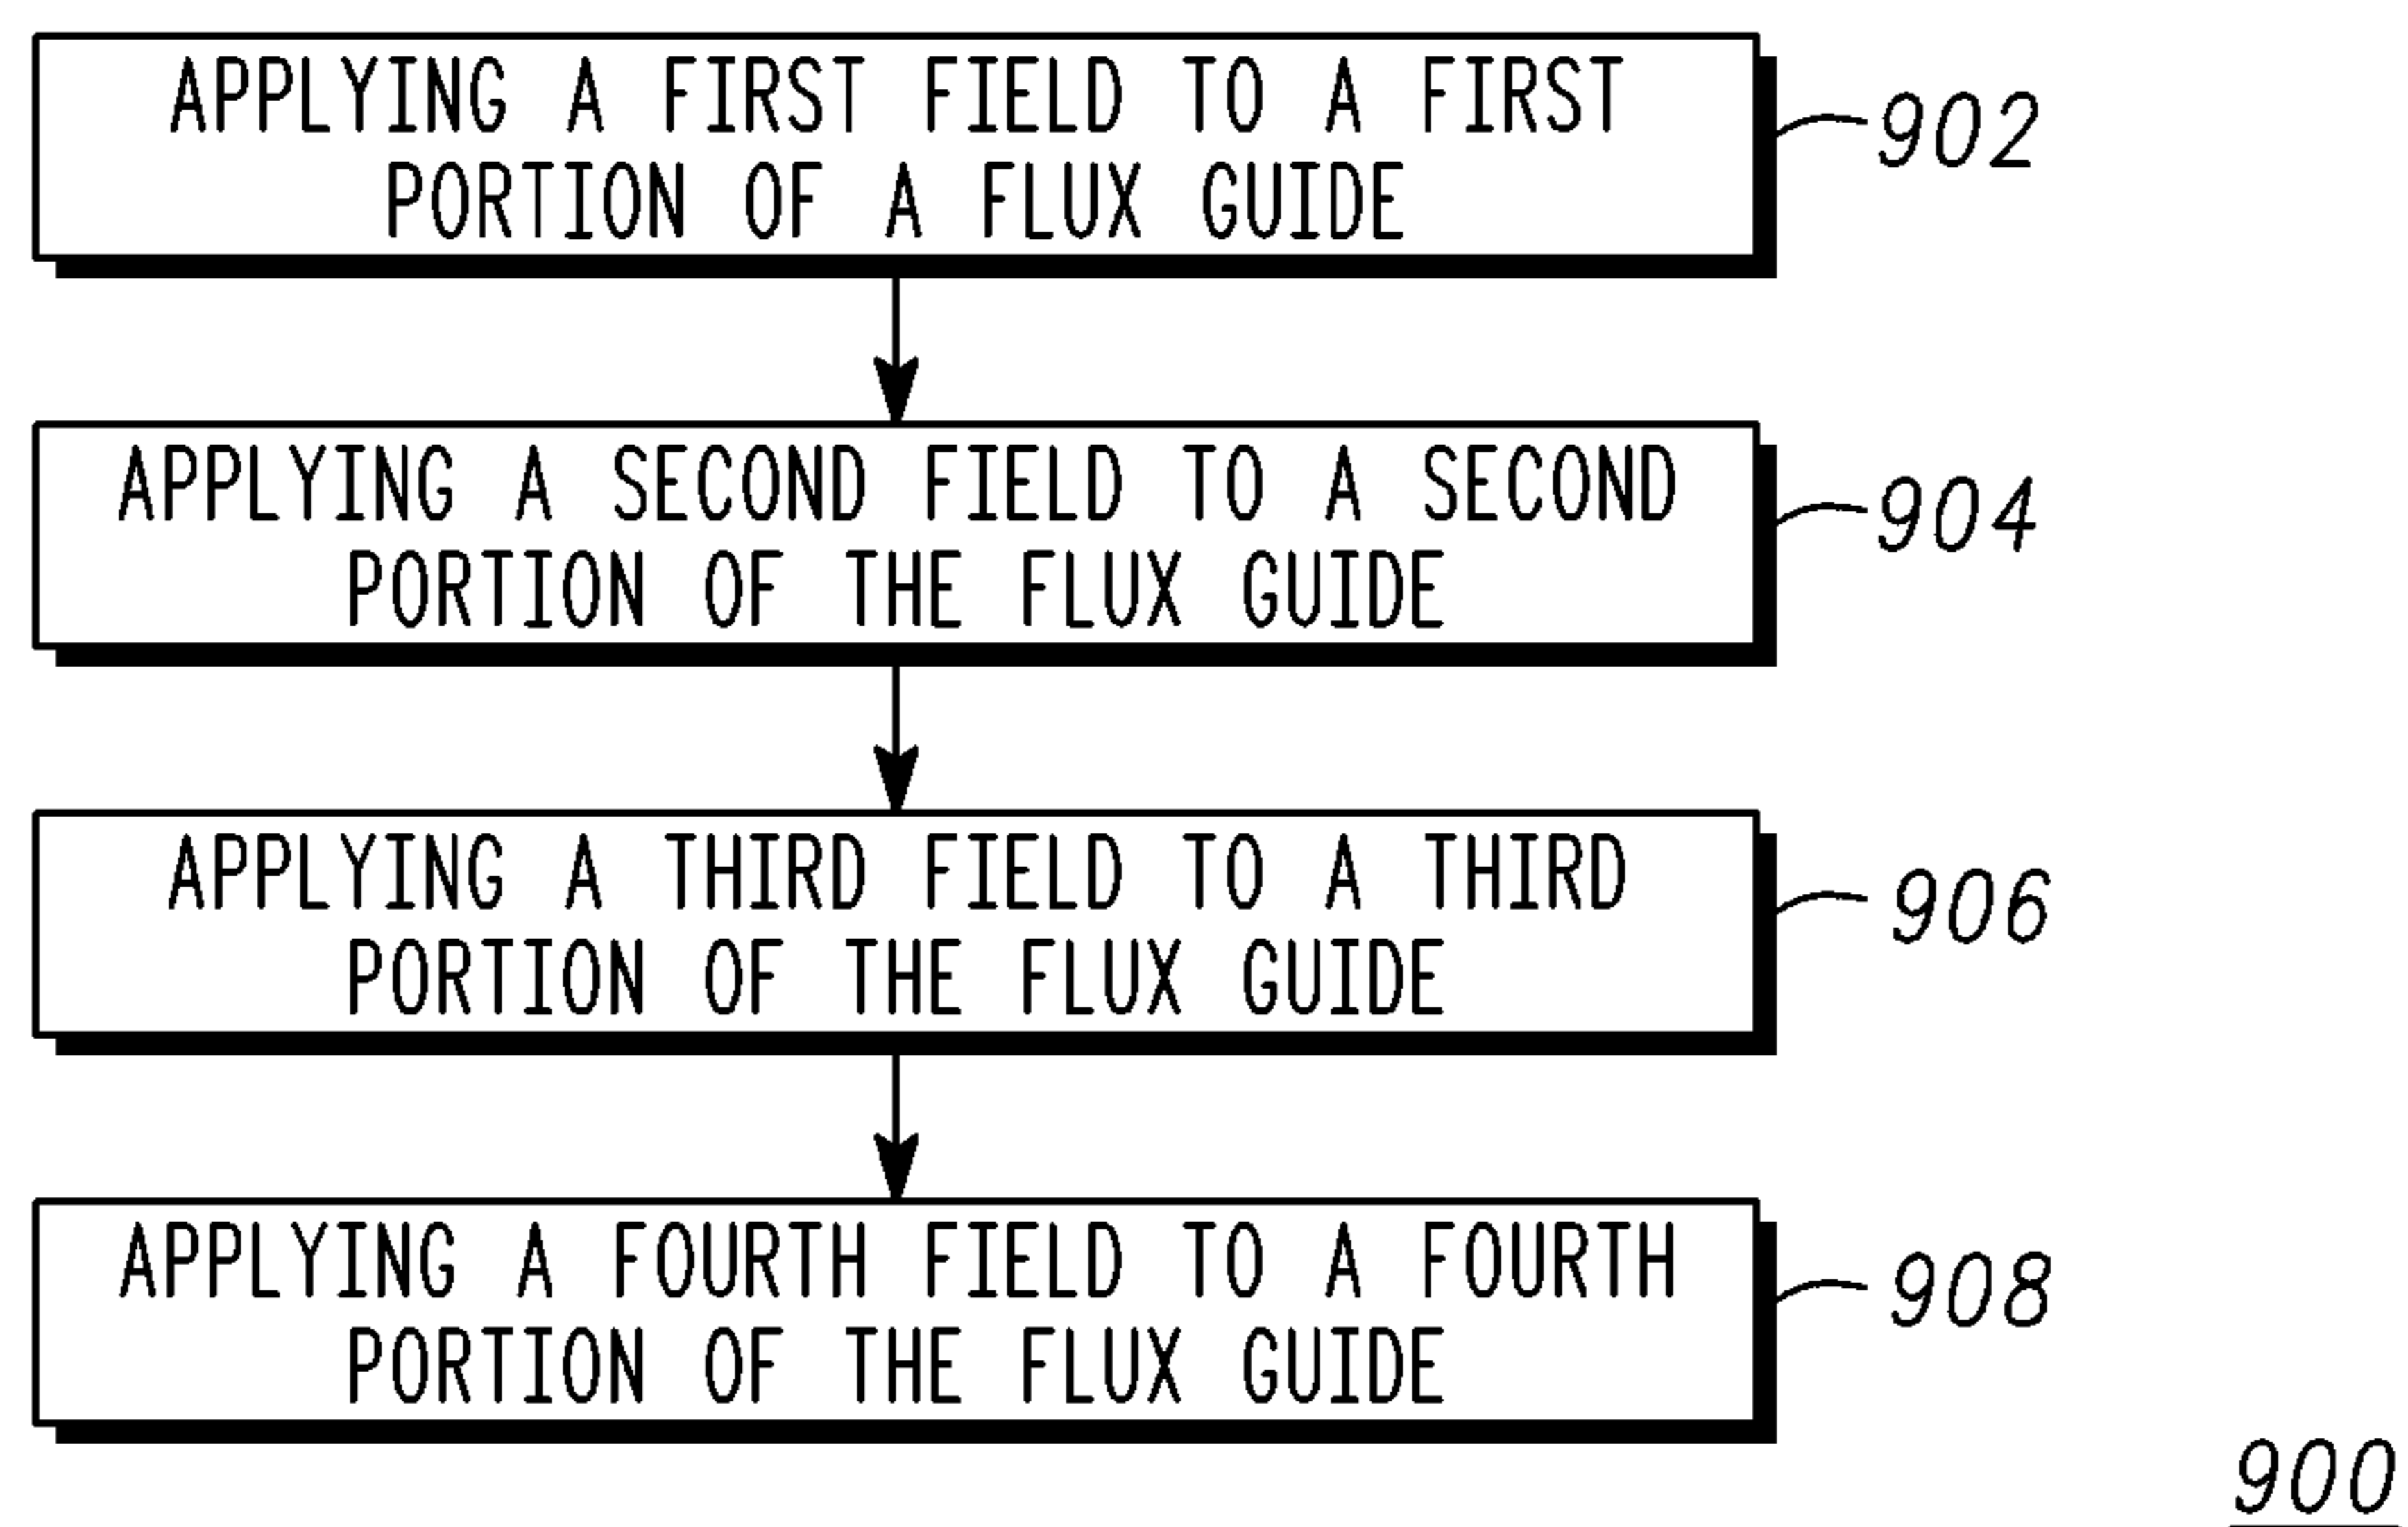 APPLYING A FIRST FIELD TO A FIRST
PORTION OF A FLUX GUIDE
902
APPLYING A SECOND FIELD TO A SECOND
PORTION OF THE FLUX GUIDE
904
APPLYING A THIRD FIELD TO A THIRD
PORTION OF THE FLUX GUIDE
906
APPLYING A FOURTH FIELD TO A FOURTH
PORTION OF THE FLUX GUIDE
908
900